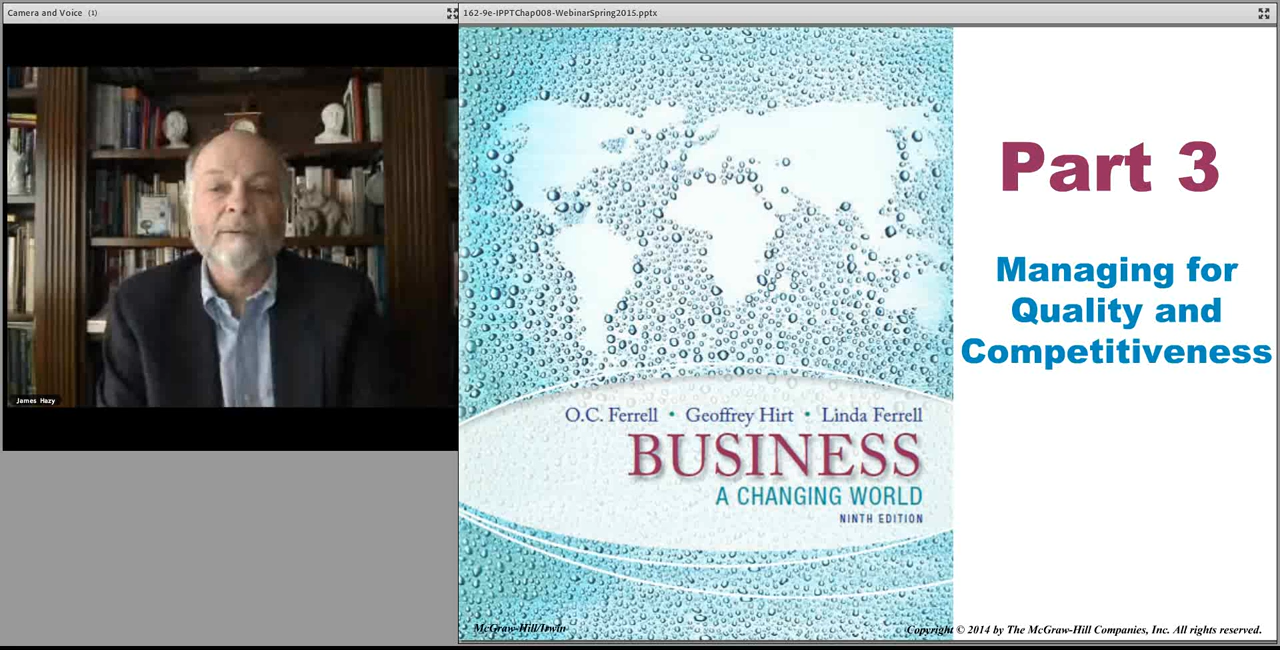 Camera and Voice (1)
162-9e-IPPTChap008-WebinarSpring2015.pptx
James Hazy
Part 3
Managing for
Quality and
Competitiveness
O.C. Ferrell • Geoffrey Hirt • Linda Ferrell
BUSINESS
A CHANGING WORLD
NINTH EDITION
McGraw-Hill/Irwin
Copyright © 2014 by The McGraw-Hill Companies, Inc. All rights reserved.